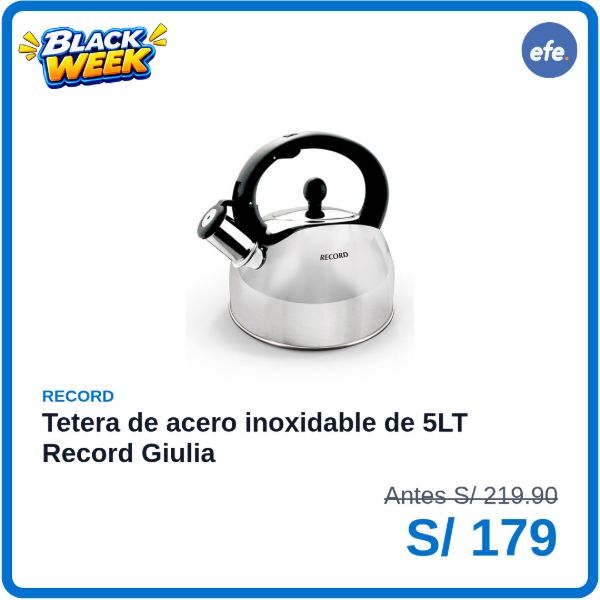 BLACK
WEEK
efe.
RECORD
RECORD
Tetera de acero inoxidable de 5LT
Record Giulia
Antes S/ 219.90
S/ 179